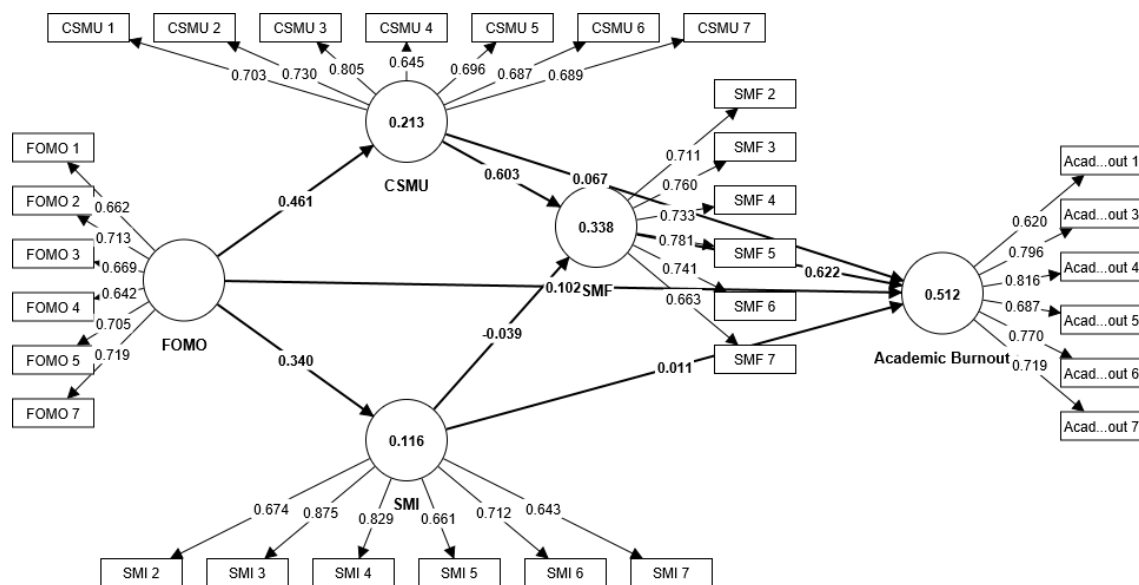 CSMU 1 CSMU 2 CSMU 3 CSMU 4 CSMU 5 CSMU 6 CSMU 7
0.703 0.730 0.805 0.645 0.696 0.687 0.689
0.213
CSMU
FOMO 1
FOMO 2
FOMO 3
FOMO 4
FOMO 5
FOMO 7
0.662
0.713
0.669
0.642
0.705
0.719
FOMO
0.461
0.340
0.603
0.067
0.102
-0.039
0.011
0.622
0.338
SMF
SMF 2
SMF 3
SMF 4
SMF 5
SMF 6
SMF 7
0.711
0.760
0.733
0.781
0.741
0.663
0.512
Academic Burnout
Acad...out 1
Acad...out 3
Acad...out 4
Acad...out 5
Acad...out 6
Acad...out 7
0.620
0.796
0.816
0.687
0.770
0.719
0.116
SMI
0.674 0.875 0.829 0.661 0.712 0.643
SMI 2 SMI 3 SMI 4 SMI 5 SMI 6 SMI 7